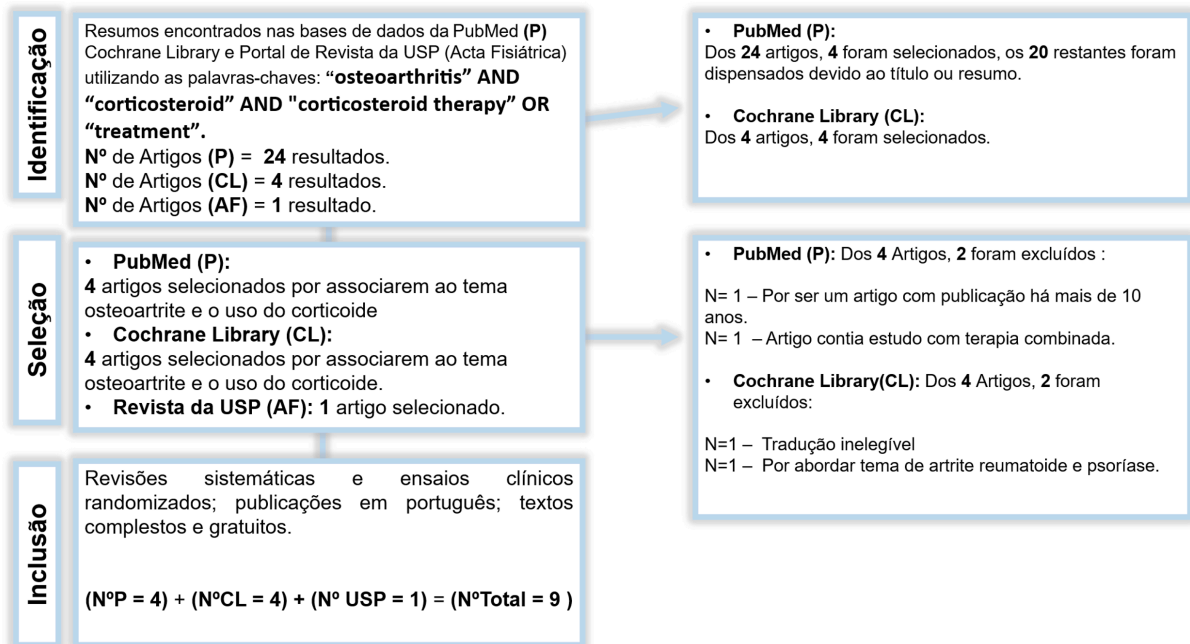 Identificação
Resumos encontrados nas bases de dados da PubMed (P)
Cochrane Library e Portal de Revista da USP (Acta Fisiátrica)
utilizando as palavras-chaves: “osteoarthritis” AND
“corticosteroid” AND "corticosteroid therapy” OR
“treatment”.
Nº de Artigos (P) = 24 resultados.
Nº de Artigos (CL) = 4 resultados.
Nº de Artigos (AF) = 1 resultado.
• PubMed (P):
Dos 24 artigos, 4 foram selecionados, os 20 restantes foram
dispensados devido ao título ou resumo.
• Cochrane Library (CL):
Dos 4 artigos, 4 foram selecionados.
Seleção
• PubMed (P):
4 artigos selecionados por associarem ao tema
osteoartrite e o uso do corticoide
• Cochrane Library (CL):
4 artigos selecionados por associarem ao tema
osteoartrite e o uso do corticoide.
• Revista da USP (AF): 1 artigo selecionado.
• PubMed (P): Dos 4 Artigos, 2 foram excluídos :
N= 1 – Por ser um artigo com publicação há mais de 10
anos.
N= 1 – Artigo contia estudo com terapia combinada.
• Cochrane Library(CL): Dos 4 Artigos, 2 foram
excluídos:
N=1 – Tradução inelegível
N=1 – Por abordar tema de artrite reumatoide e psoríase.
Inclusão
Revisões sistemáticas e ensaios clínicos
randomizados; publicações em português; textos
complestos e gratuitos.
(NºP = 4) + (NºCL = 4) + (Nº USP = 1) = (NºTotal = 9 )